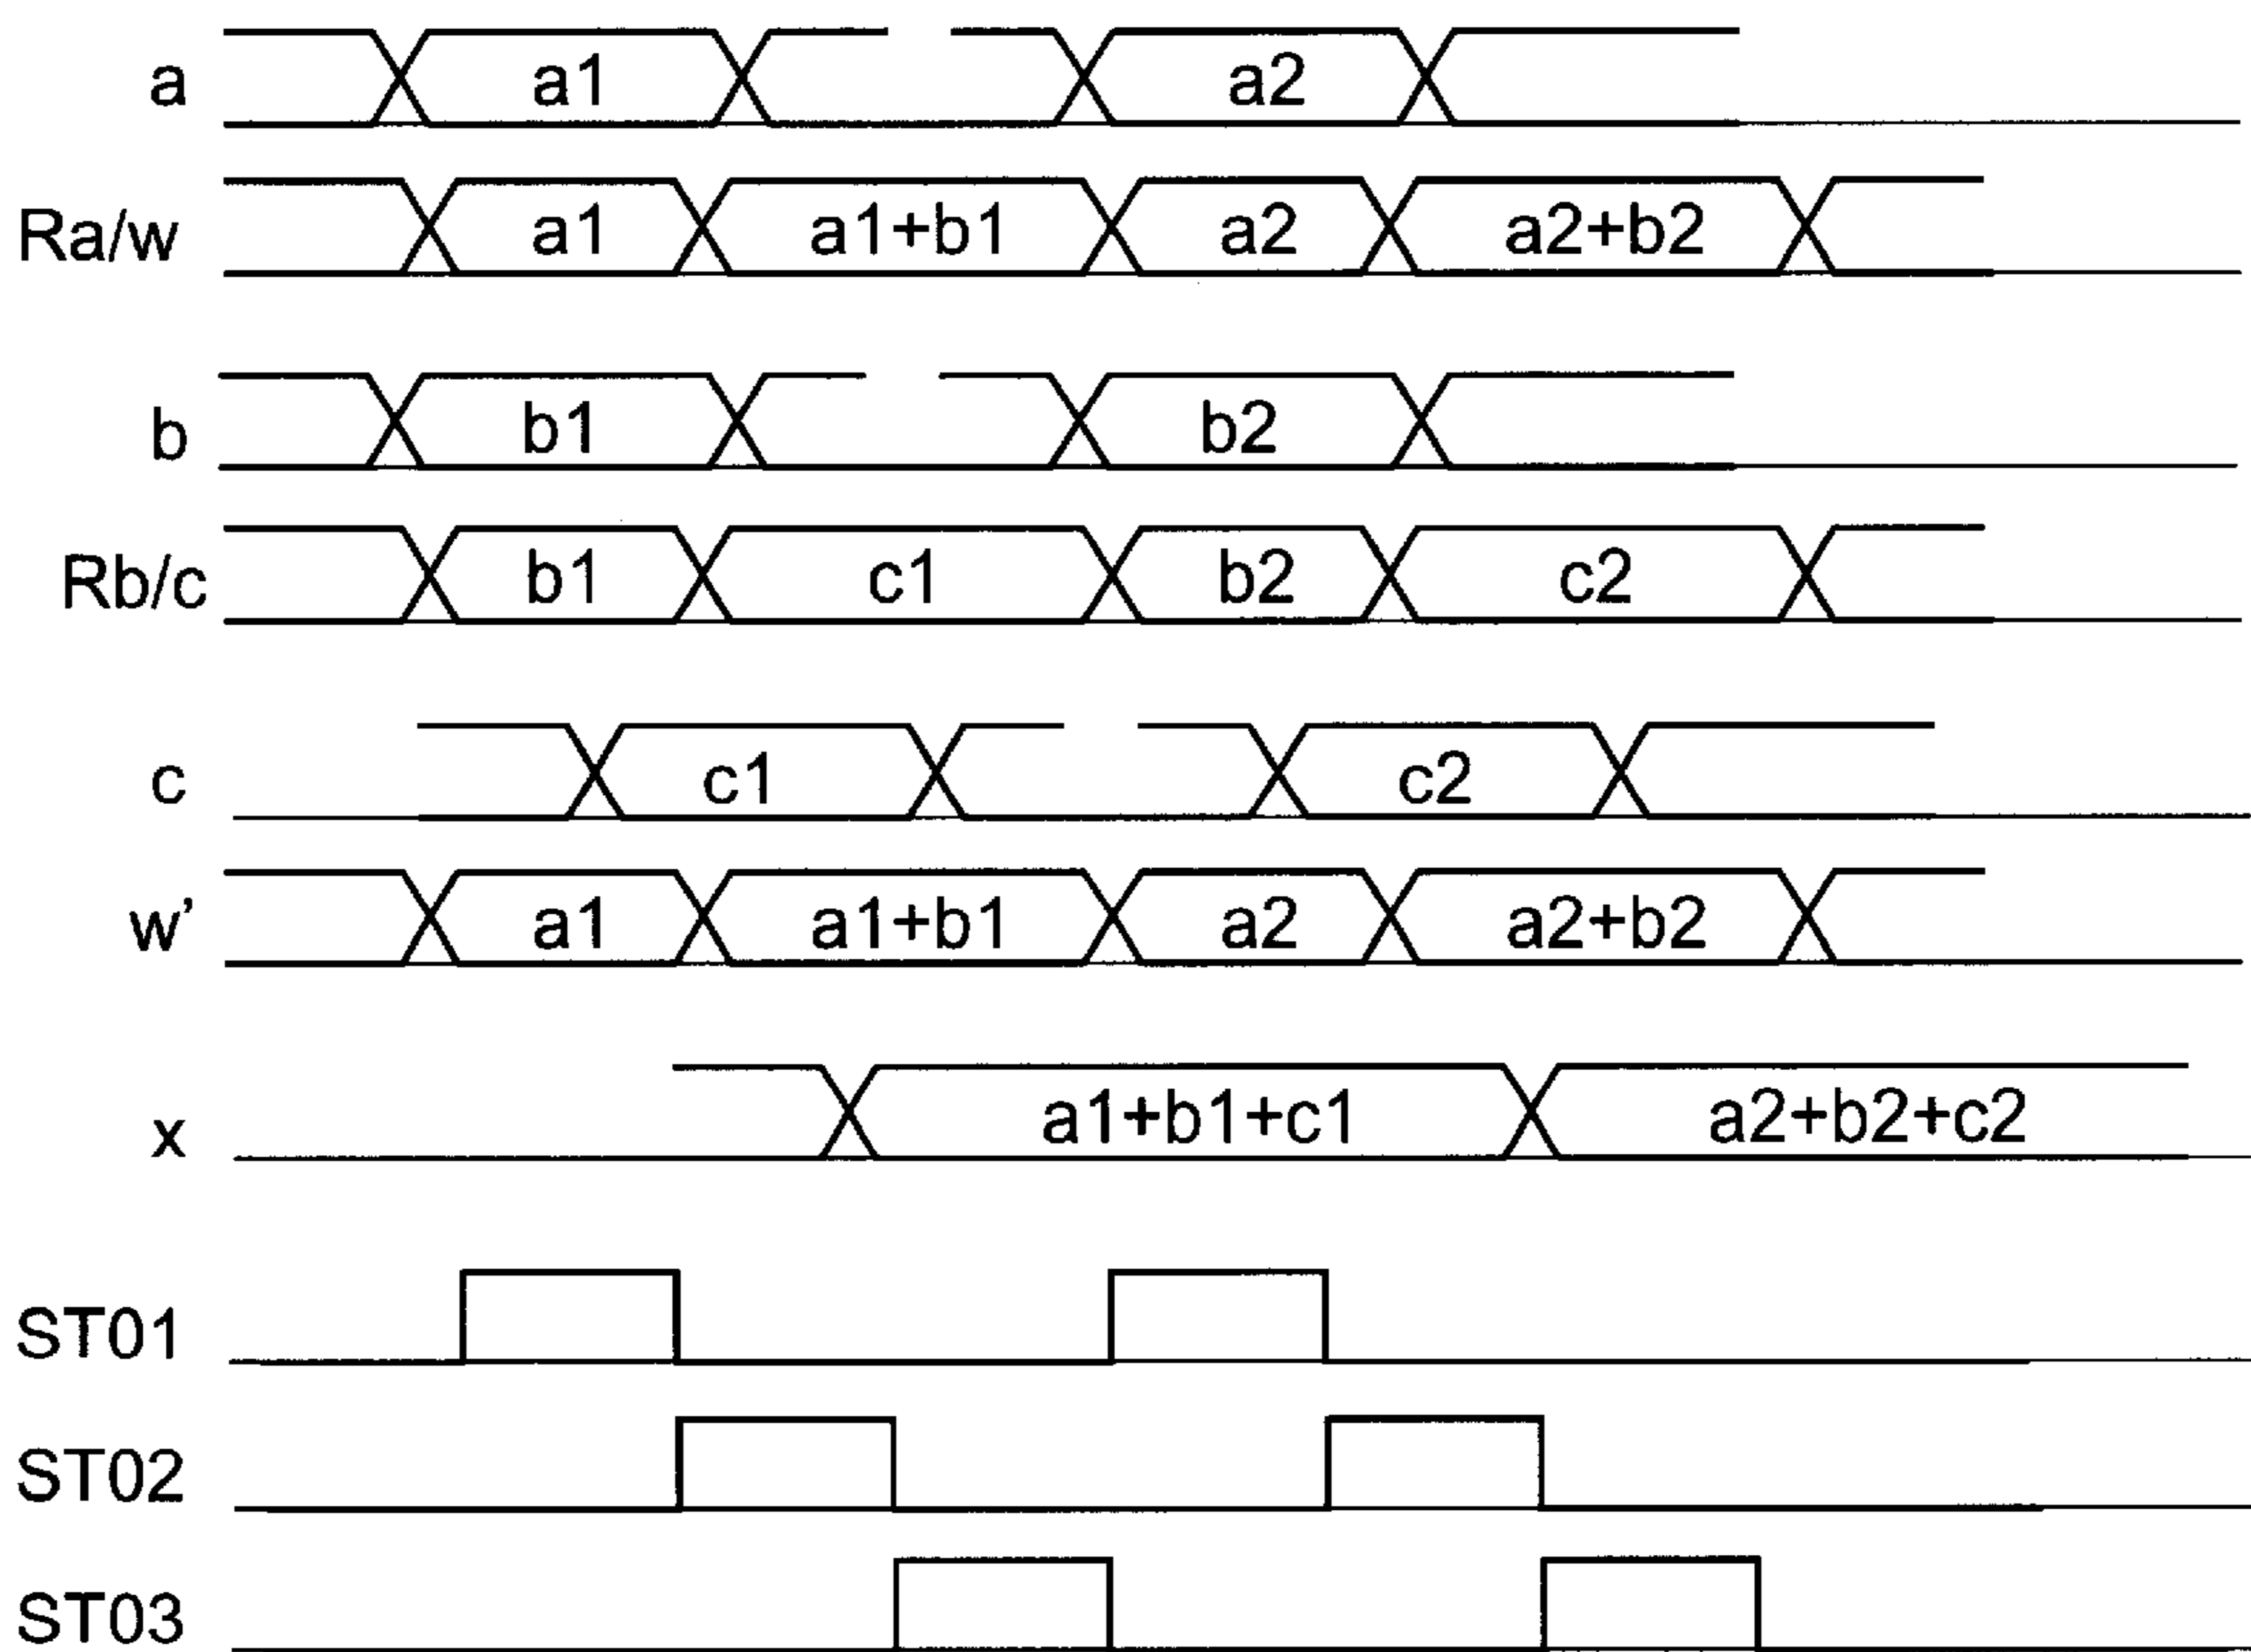 a a1 a2
Ra/w a1 a1+b1 a2 a2+b2
b b1 b2
Rb/c b1 c1 b2 c2
c c1 c2
w’ a1 a1+b1 a2 a2+b2
x a1+b1+c1 a2+b2+c2
ST01
ST02
ST03